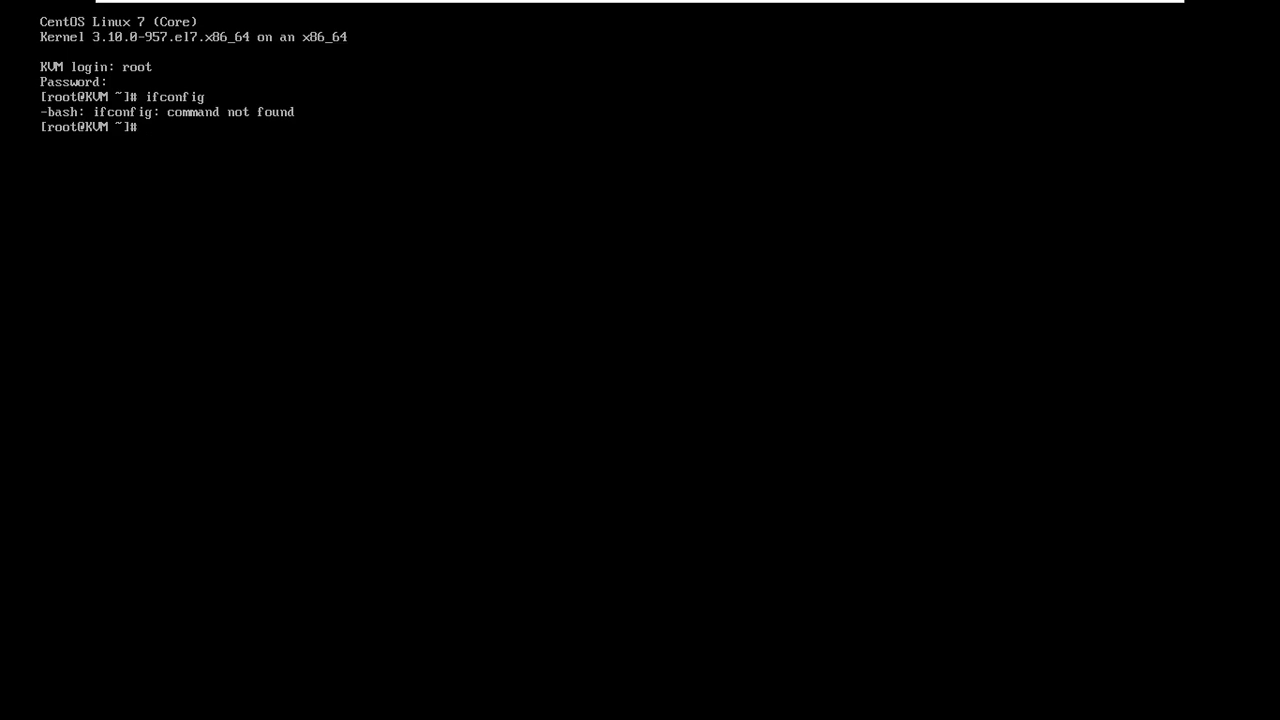 CentOS Linux 7 (Core)
Kernel 3.10.0-957.el7.x86_64 on an x86_64
KVM login: root
Password:
[root@KVM ~]# ifconfig
-bash: ifconfig: command not found
[root@KVM ~]#